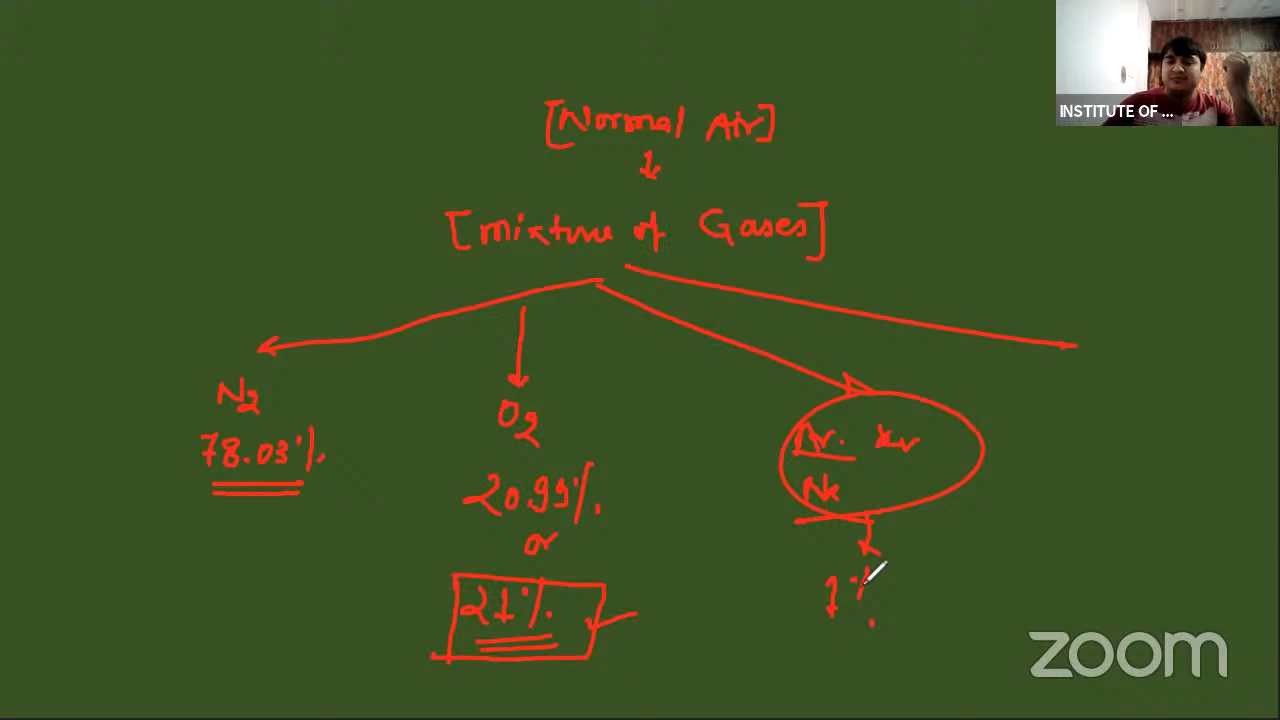 INSTITUTE OF ...
[Normal Air]
[mixture of Gases]
N2
78.03%.
O2
20.99%.
or
21%.
Ar. Kr
Ne
1%.
zoom